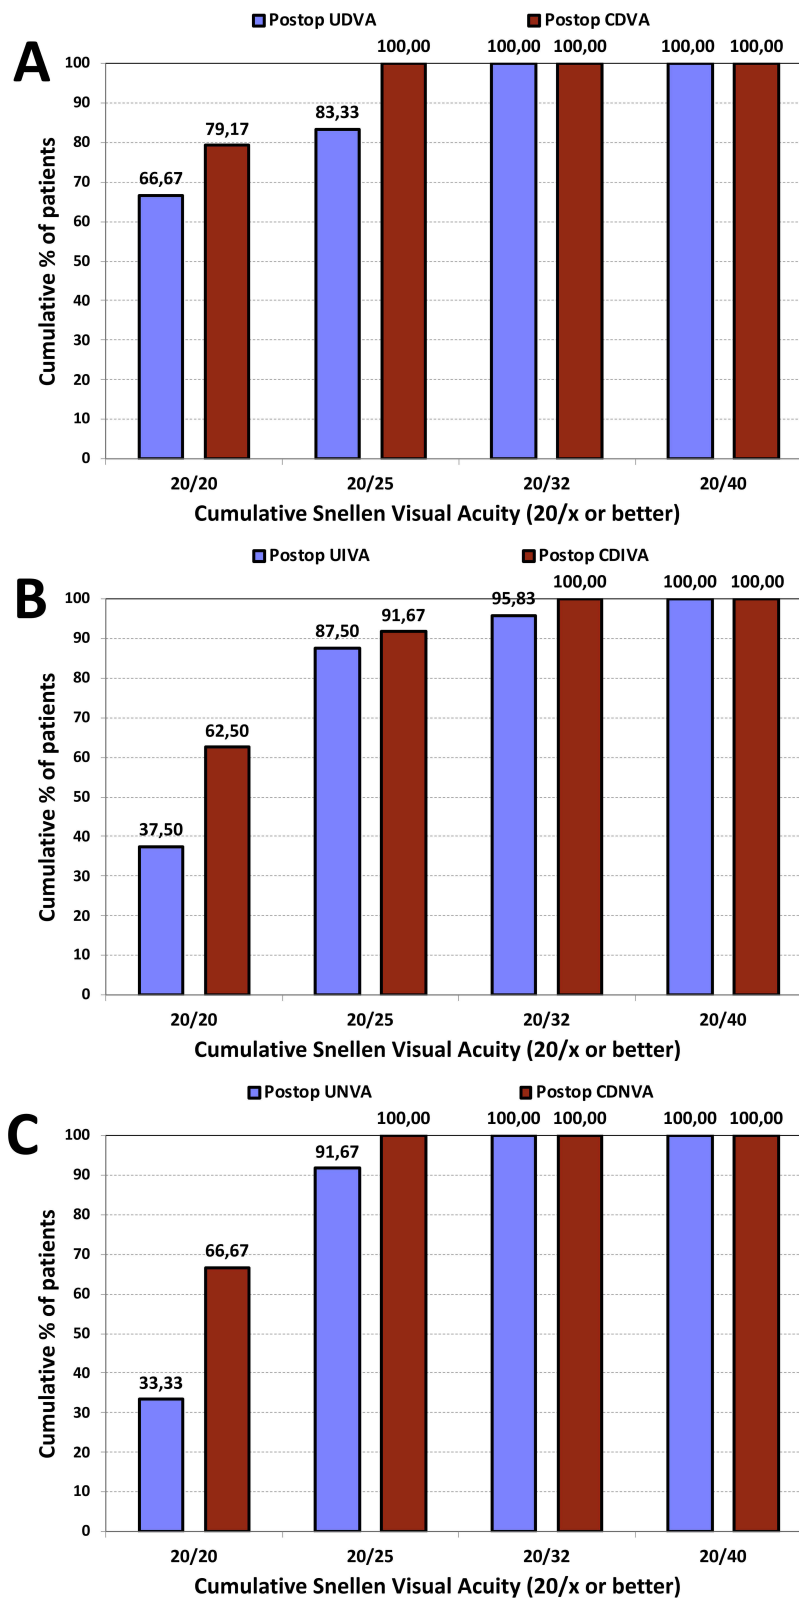 Postop UDVA Postop CDVA
A
100,00 100,00 100,00 100,00 100,00
83,33
79,17
66,67
100
90
80
70
60
50
40
30
20
10
0
Cumulative % of patients
20/20 20/25 20/32 20/40
Cumulative Snellen Visual Acuity (20/x or better)
Postop UIVA Postop CDIVA
B
100,00 100,00 100,00
95,83
91,67
87,50
62,50
37,50
100
90
80
70
60
50
40
30
20
10
0
Cumulative % of patients
20/20 20/25 20/32 20/40
Cumulative Snellen Visual Acuity (20/x or better)
Postop UNVA Postop CDNVA
C
100,00 100,00 100,00 100,00 100,00
91,67
66,67
33,33
100
90
80
70
60
50
40
30
20
10
0
Cumulative % of patients
20/20 20/25 20/32 20/40
Cumulative Snellen Visual Acuity (20/x or better)